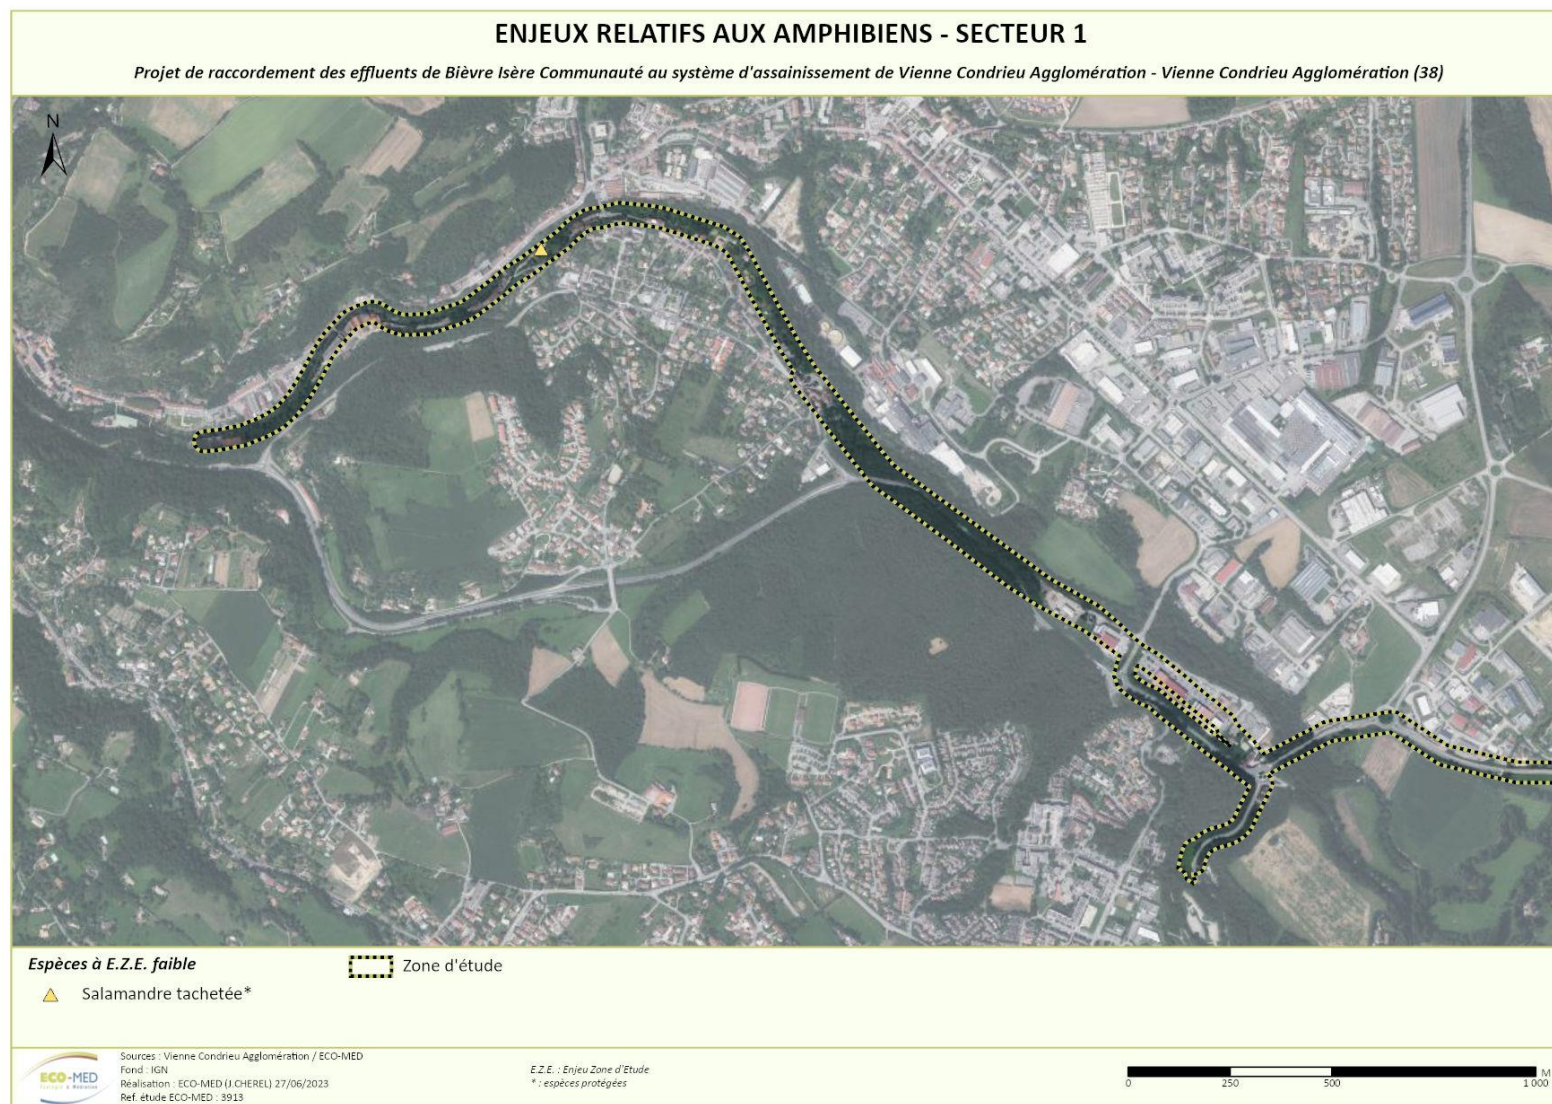 ENJEUX RELATIFS AUX AMPHIBIENS - SECTEUR 1
Projet de raccordement des effluents de Bièvre Isère Communauté au système d'assainissement de Vienne Condrieu Agglomération - Vienne Condrieu Agglomération (38)
N
Espèces à E.Z.E. faible
Zone d'étude
Salamandre tachetée*
ECO-MED
Ecologie & Médiation
Sources : Vienne Condrieu Agglomération / ECO-MED
Fond : IGN
Réalisation : ECO-MED (J.CHEREL) 27/06/2023
Ref. étude ECO-MED : 3913
E.Z.E. : Enjeu Zone d'Etude
* : espèces protégées
M
0 250 500 1 000